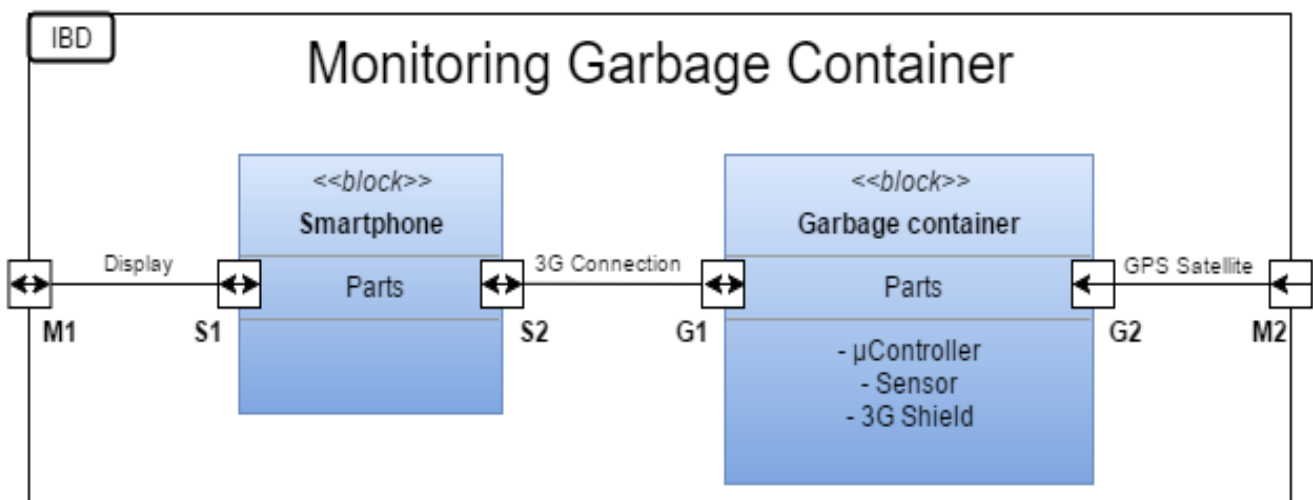 IBD
Monitoring Garbage Container
<<block>>
Smartphone
Parts
<<block>>
Garbage container
Parts
- µController
- Sensor
- 3G Shield
Display
3G Connection
GPS Satellite
M1
S1
S2
G1
G2
M2